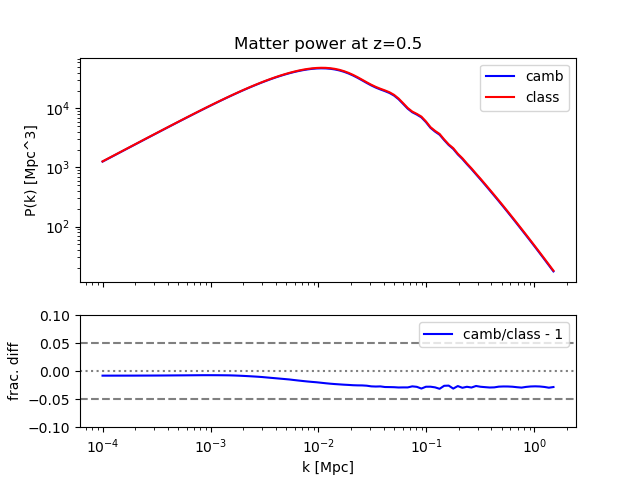 Matter power at z=0.5
P(k) [Mpc^3]
10^4
10^3
10^2
camb
class
frac. diff
0.10
0.05
0.00
−0.05
−0.10
camb/class - 1
10^−4
10^−3
10^−2
10^−1
10^0
k [Mpc]